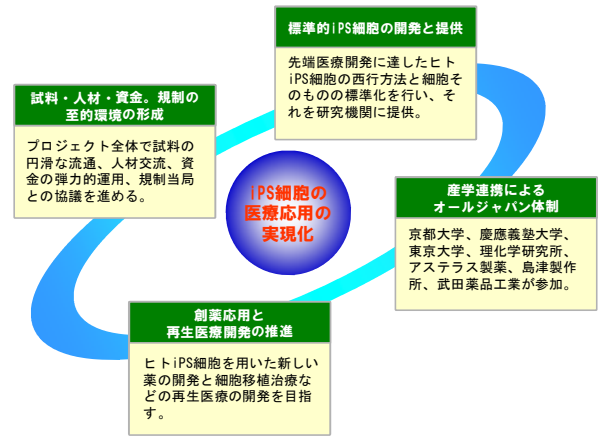 標準的iPS細胞の開発と提供
先端医療開発に達したヒト
iPS細胞の西行方法と細胞そ
のものの標準化を行い、そ
れを研究機関に提供。
試料・人材・資金。規制の
至的環境の形成
プロジェクト全体で試料の
円滑な流通、人材交流、資
金の弾力的運用、規制当局
との協議を進める。
iPS細胞の
医療応用の
実現化
産学連携による
オールジャパン体制
京都大学、慶應義塾大学、
東京大学、理化学研究所、
アステラス製薬、島津製作
所、武田薬品工業が参加。
創薬応用と
再生医療開発の推進
ヒトiPS細胞を用いた新しい
薬の開発と細胞移植治療な
どの再生医療の開発を目指
す。